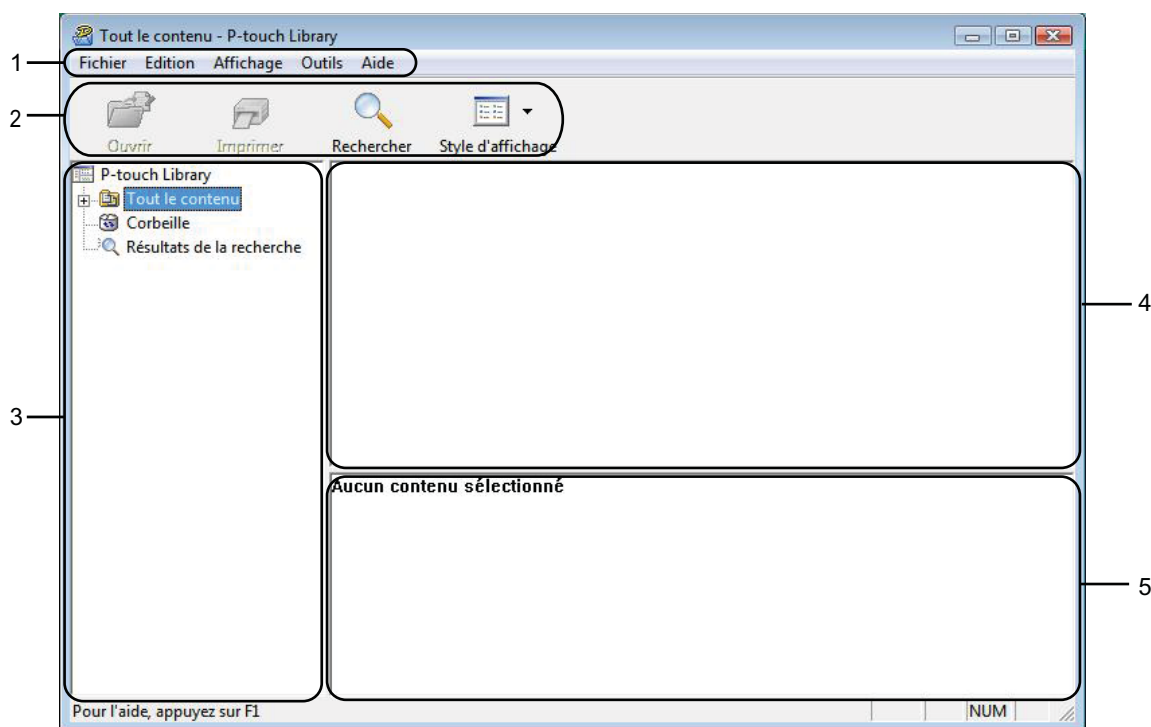 Tout le contenu - P-touch Library
1
Fichier Edition Affichage Outils Aide
2
Ouvrir Imprimer Rechercher Style d'affichage
P-touch Library
Tout le contenu
Corbeille
Résultats de la recherche
4
3
Aucun contenu sélectionné
5
Pour l'aide, appuyez sur F1 NUM